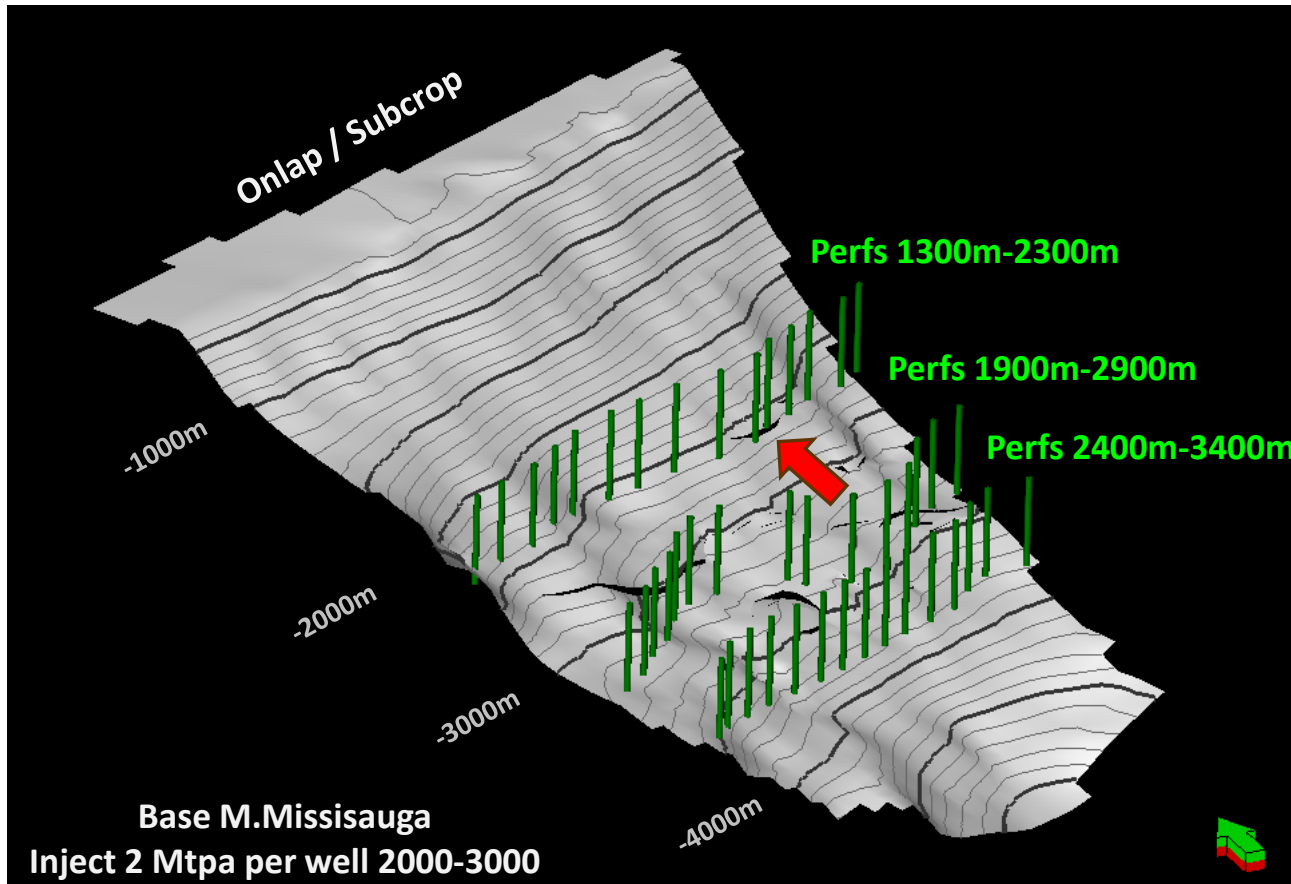 Onlap / Subcrop
Perfs 1300m-2300m
Perfs 1900m-2900m
Perfs 2400m-3400m
-1000m
-2000m
-3000m
-4000m
Base M.Missisauga
Inject 2 Mtpa per well 2000-3000